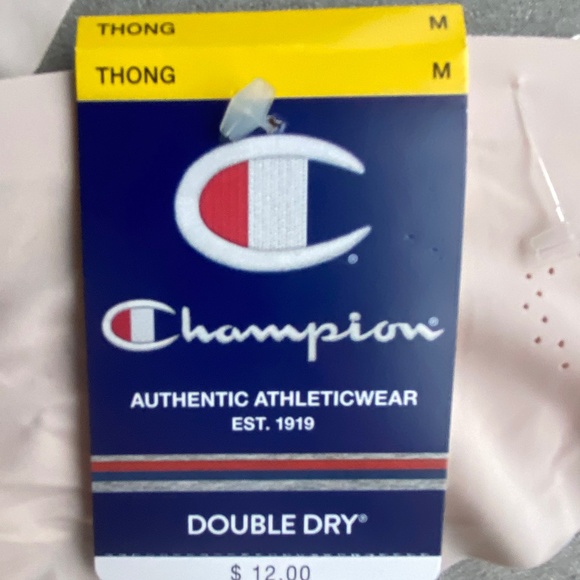 THONG M
THONG M
Champion®
AUTHENTIC ATHLETICWEAR
EST. 1919
DOUBLE DRY®
$ 12.00